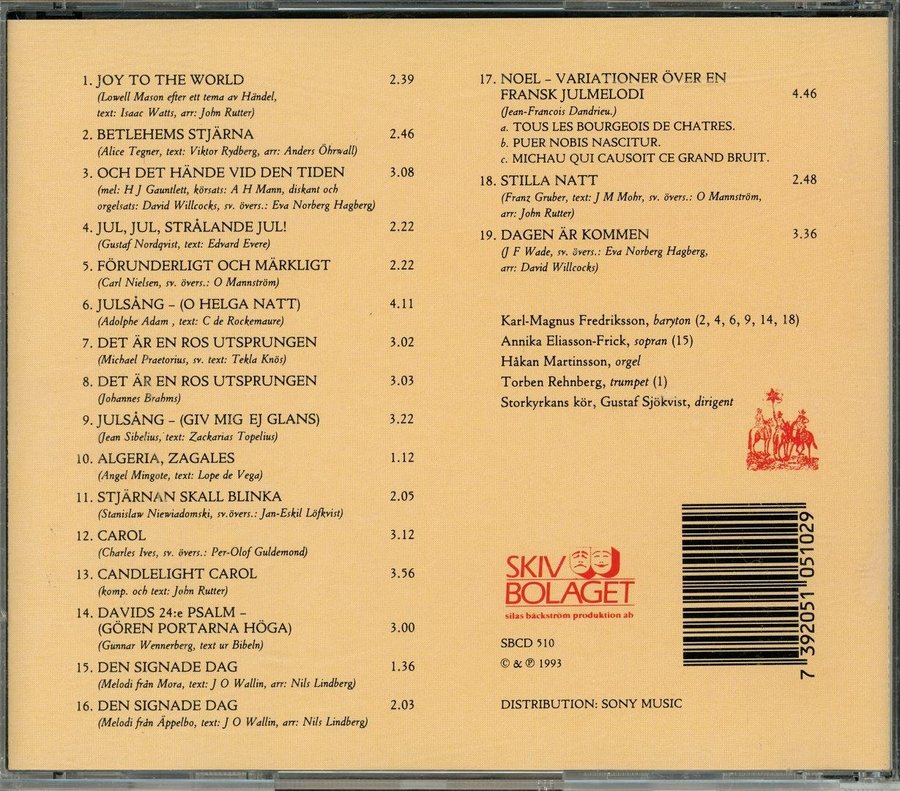 1. JOY TO THE WORLD 2.39
(Lowell Mason efter ett tema av Händel,
text: Isaac Watts, arr: John Rutter)
2. BETLEHEMS STJÄRNA 2.46
(Alice Tegner, text: Viktor Rydberg, arr: Anders Öhrwall)
3. OCH DET HÄNDE VID DEN TIDEN 3.08
(mel: H J Gauntlett, körsats: A H Mann, diskant och
orgelsats: David Willcocks, sv. övers.: Eva Norberg Hagberg)
4. JUL, JUL, STRÅLANDE JUL! 2.22
(Gustaf Nordqvist, text: Edvard Evere)
5. FÖRUNDERLIGT OCH MÄRKLIGT 2.22
(Carl Nielsen, sv. övers.: O Mannström)
6. JULSÅNG – (O HELGA NATT) 4.11
(Adolphe Adam , text: C de Rockemaure)
7. DET ÄR EN ROS UTSPRUNGEN 3.02
(Michael Praetorius, sv. text: Tekla Knös)
8. DET ÄR EN ROS UTSPRUNGEN 3.03
(Johannes Brahms)
9. JULSÅNG – (GIV MIG EJ GLANS) 3.22
(Jean Sibelius, text: Zackarias Topelius)
10. ALGERIA, ZAGALES 1.12
(Angel Mingote, text: Lope de Vega)
11. STJÄRNAN SKALL BLINKA 2.05
(Stanislaw Niewiadomski, sv.övers.: Jan-Eskil Löfkvist)
12. CAROL 3.12
(Charles Ives, sv. övers.: Per-Olof Guldemond)
13. CANDLELIGHT CAROL 3.56
(komp. och text: John Rutter)
14. DAVIDS 24:e PSALM –
(GÖREN PORTARNA HÖGA) 3.00
(Gunnar Wennerberg, text ur Bibeln)
15. DEN SIGNADE DAG 1.36
(Melodi från Mora, text: J O Wallin, arr: Nils Lindberg)
16. DEN SIGNADE DAG 2.03
(Melodi från Äppelbo, text: J O Wallin, arr: Nils Lindberg)
17. NOEL – VARIATIONER ÖVER EN
FRANSK JULMELODI 4.46
(Jean-Francois Dandrieu.)
a. TOUS LES BOURGEOIS DE CHATRES.
b. PUER NOBIS NASCITUR.
c. MICHAU QUI CAUSOIT CE GRAND BRUIT.
18. STILLA NATT 2.48
(Franz Gruber, text: J M Mohr, sv. övers.: O Mannström,
arr: John Rutter)
19. DAGEN ÄR KOMMEN 3.36
(J F Wade, sv. övers.: Eva Norberg Hagberg,
arr: David Willcocks)
Karl-Magnus Fredriksson, baryton (2, 4, 6, 9, 14, 18)
Annika Eliasson-Frick, sopran (15)
Håkan Martinsson, orgel
Torben Rehnberg, trumpet (1)
Storkyrkans kör, Gustaf Sjökvist, dirigent
SKIV
BOLAGET
silas bäckström produktion ab
SBCD 510
© & ℗ 1993
DISTRIBUTION: SONY MUSIC
7 392051 051029